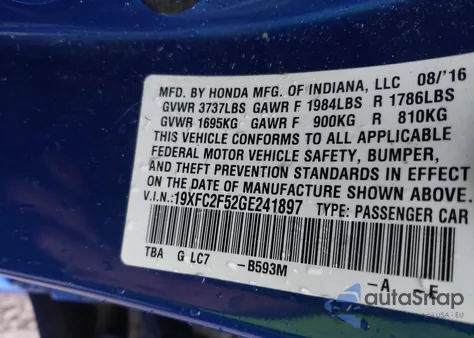 MFD. BY HONDA MFG. OF INDIANA, LLC 08/'16
GVWR 3737LBS GAWR F 1984LBS R 1786LBS
GVWR 1695KG GAWR F 900KG R 810KG
THIS VEHICLE CONFORMS TO ALL APPLICABLE
FEDERAL MOTOR VEHICLE SAFETY, BUMPER,
AND THEFT PREVENTION STANDARDS IN EFFECT
ON THE DATE OF MANUFACTURE SHOWN ABOVE.
V.I.N.:19XFC2F52GE241897 TYPE: PASSENGER CAR
TBA G LC7 -B593M -A E
autoSnap